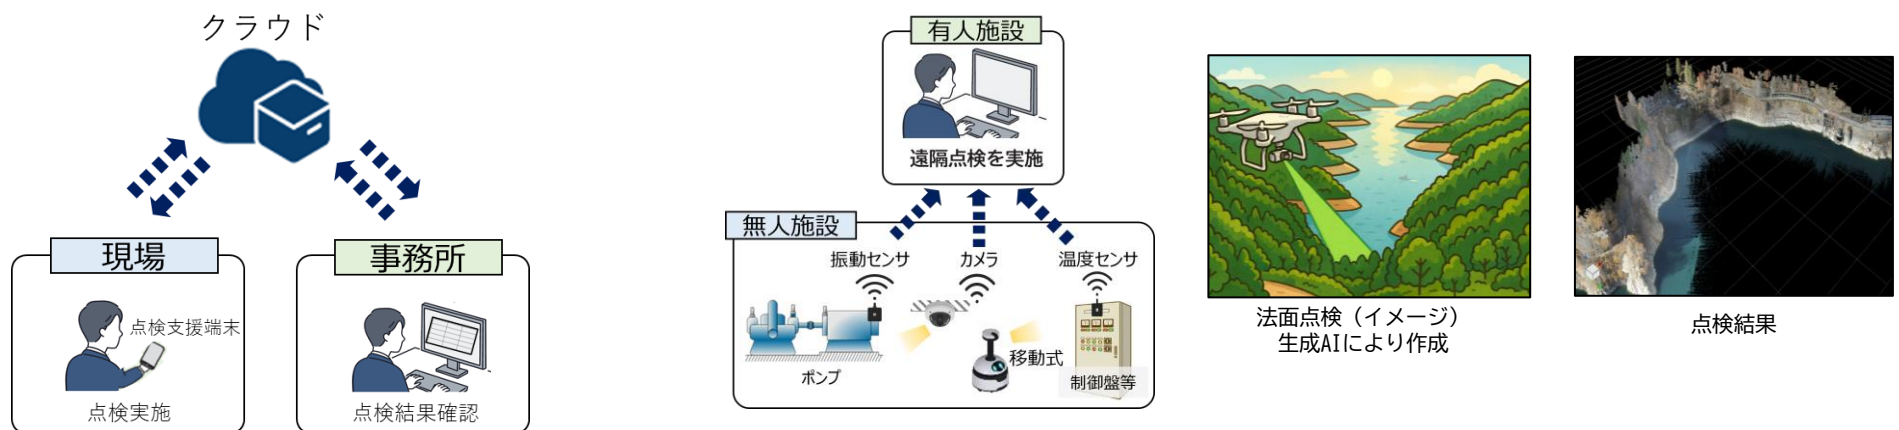 クラウド
現場
点検支援端末
点検実施
事務所
点検結果確認
有人施設
遠隔点検を実施
無人施設
振動センサ
カメラ
温度センサ
ポンプ
移動式
制御盤等
法面点検（イメージ）
生成AIにより作成
点検結果